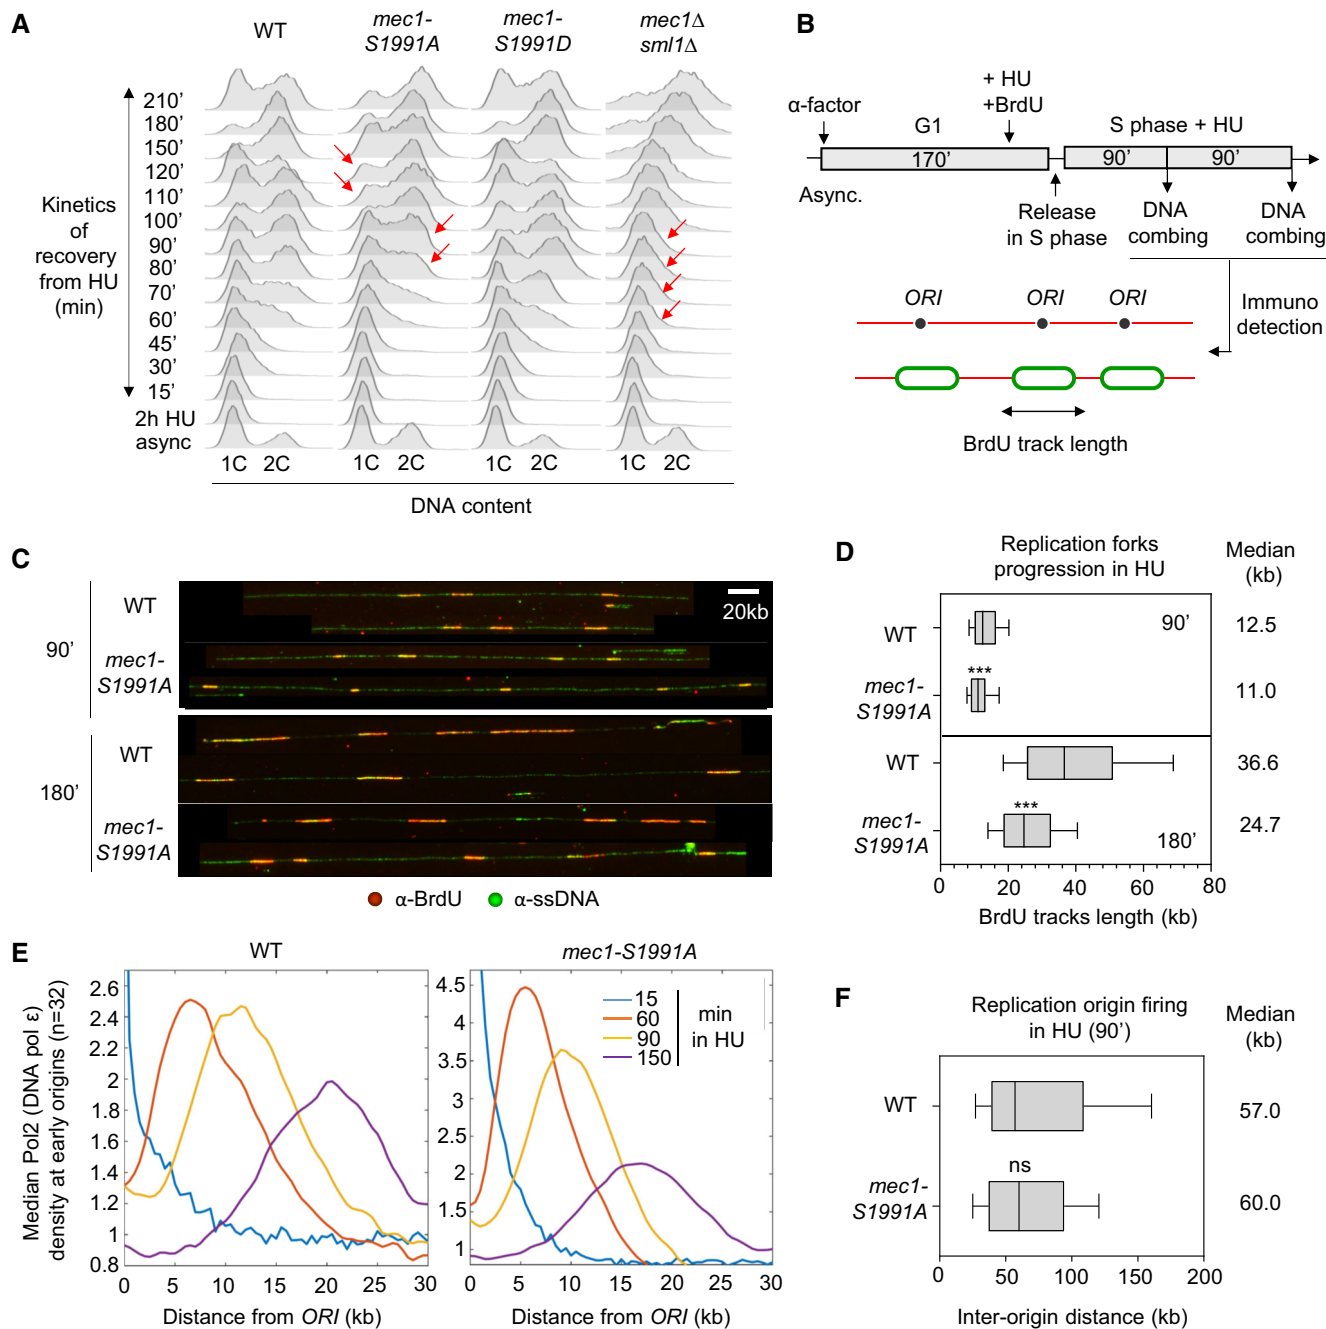 A
WT
mec1-
S1991A
mec1-
S1991D
mec1Δ
sml1Δ
Kinetics
of
recovery
from HU
(min)
210'
180'
150'
120'
110'
100'
90'
80'
70'
60'
45'
30'
15'
2h HU
async
1C 2C 1C 2C 1C 2C 1C 2C
DNA content
B
+ HU
+BrdU
α-factor
G1
S phase + HU
170'
90'
90'
Async.
Release
in S phase
DNA
combing
DNA
combing
ORI ORI ORI
Immuno
detection
BrdU track length
C
90'
WT
mec1-
S1991A
180'
WT
mec1-
S1991A
20kb
α-BrdU α-ssDNA
D
Replication forks
progression in HU
Median
(kb)
WT
90'
12.5
mec1-
S1991A
***
11.0
WT
36.6
mec1-
S1991A
***
180'
24.7
0 20 40 60 80
BrdU tracks length (kb)
E
WT
mec1-S1991A
Median Pol2 (DNA pol ε)
density at early origins (n=32)
2.6
2.4
2.2
2
1.8
1.6
1.4
1.2
1
0.8
0 5 10 15 20 25 30
Distance from ORI (kb)
4.5
4
3.5
3
2.5
2
1.5
1
15
60
90
150
min
in HU
0 5 10 15 20 25 30
Distance from ORI (kb)
F
Replication origin firing
in HU (90')
Median
(kb)
WT
57.0
mec1-
S1991A
ns
60.0
0 50 100 150 200
Inter-origin distance (kb)